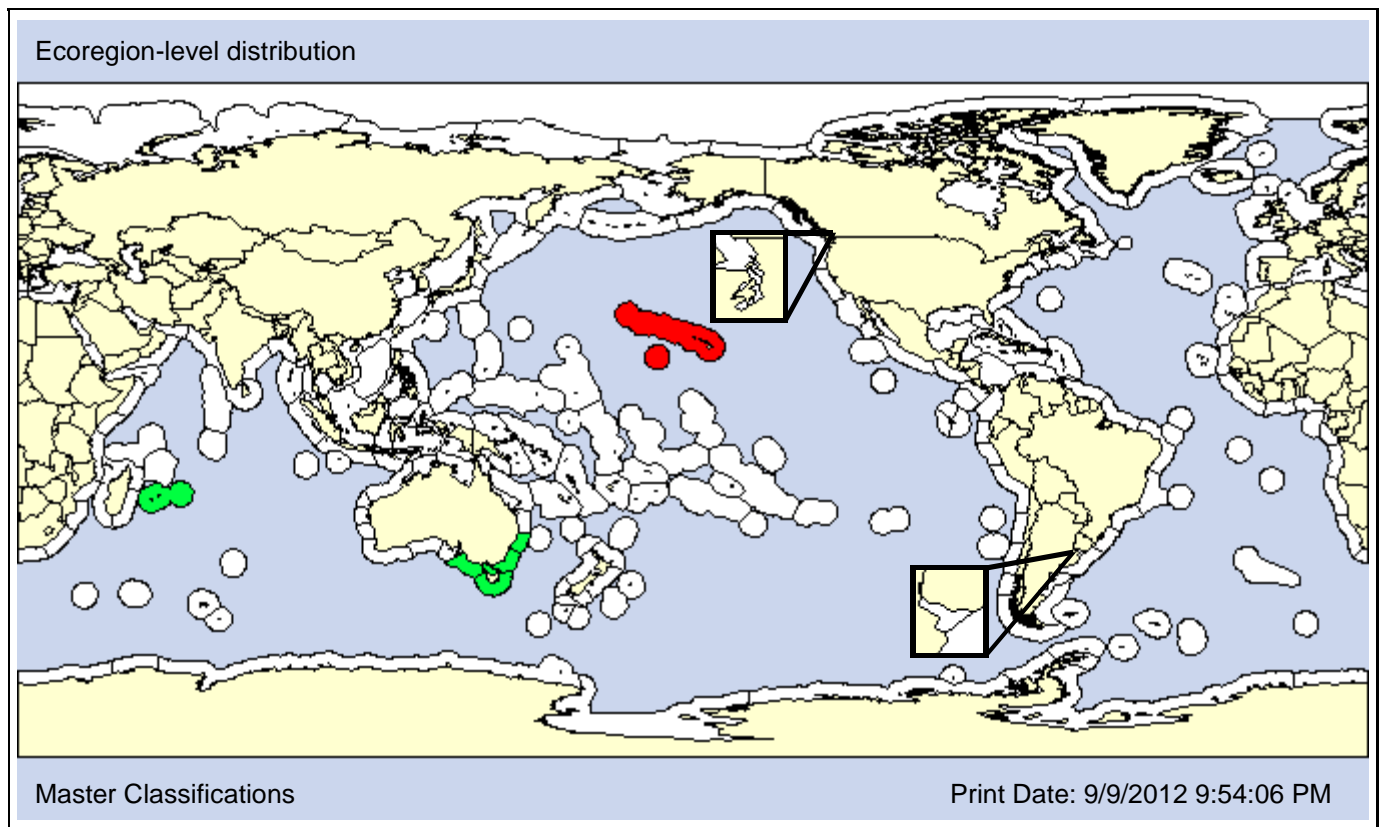 Ecoregion-level distribution
Master Classifications
Print Date: 9/9/2012 9:54:06 PM